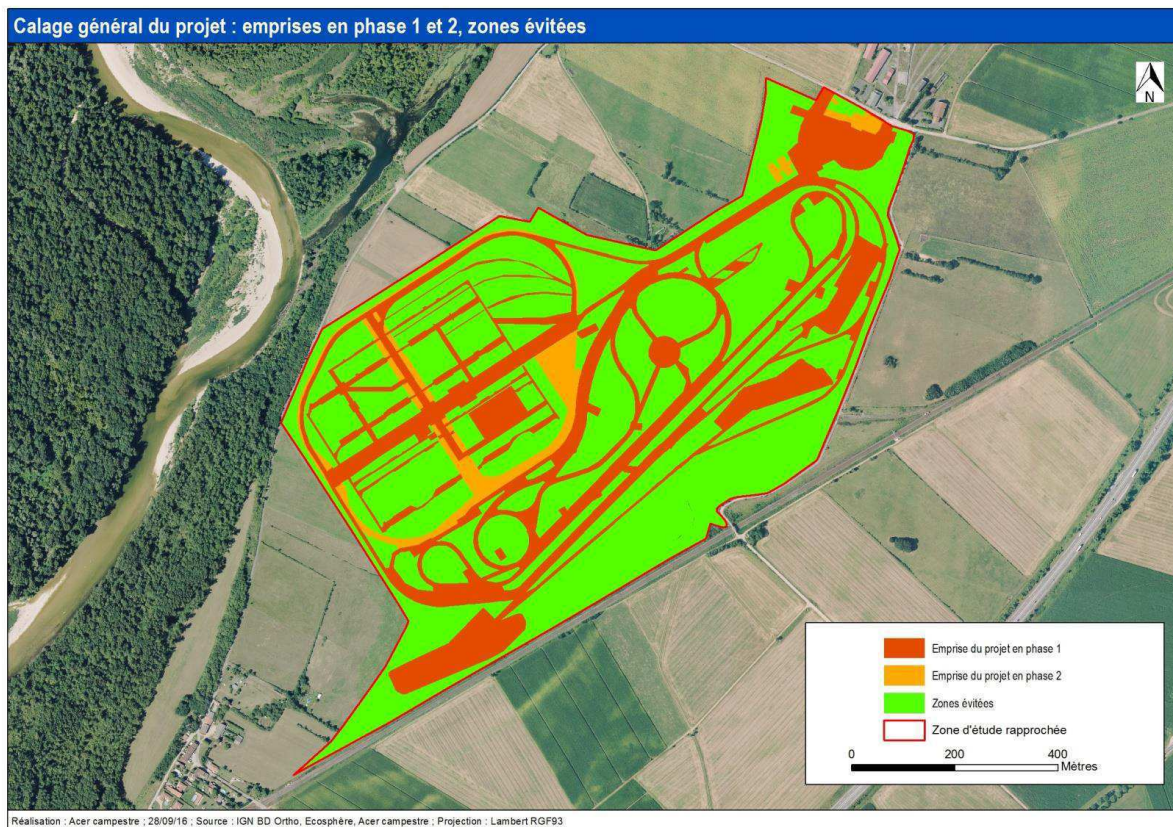 Calage général du projet : emprises en phase 1 et 2, zones évitées
N
Emprise du projet en phase 1
Emprise du projet en phase 2
Zones évitées
Zone d'étude rapprochée
0 200 400
Mètres
Réalisation : Acer campestre ; 28/09/16 ; Source : IGN BD Ortho, Ecosphère, Acer campestre ; Projection : Lambert RGF93